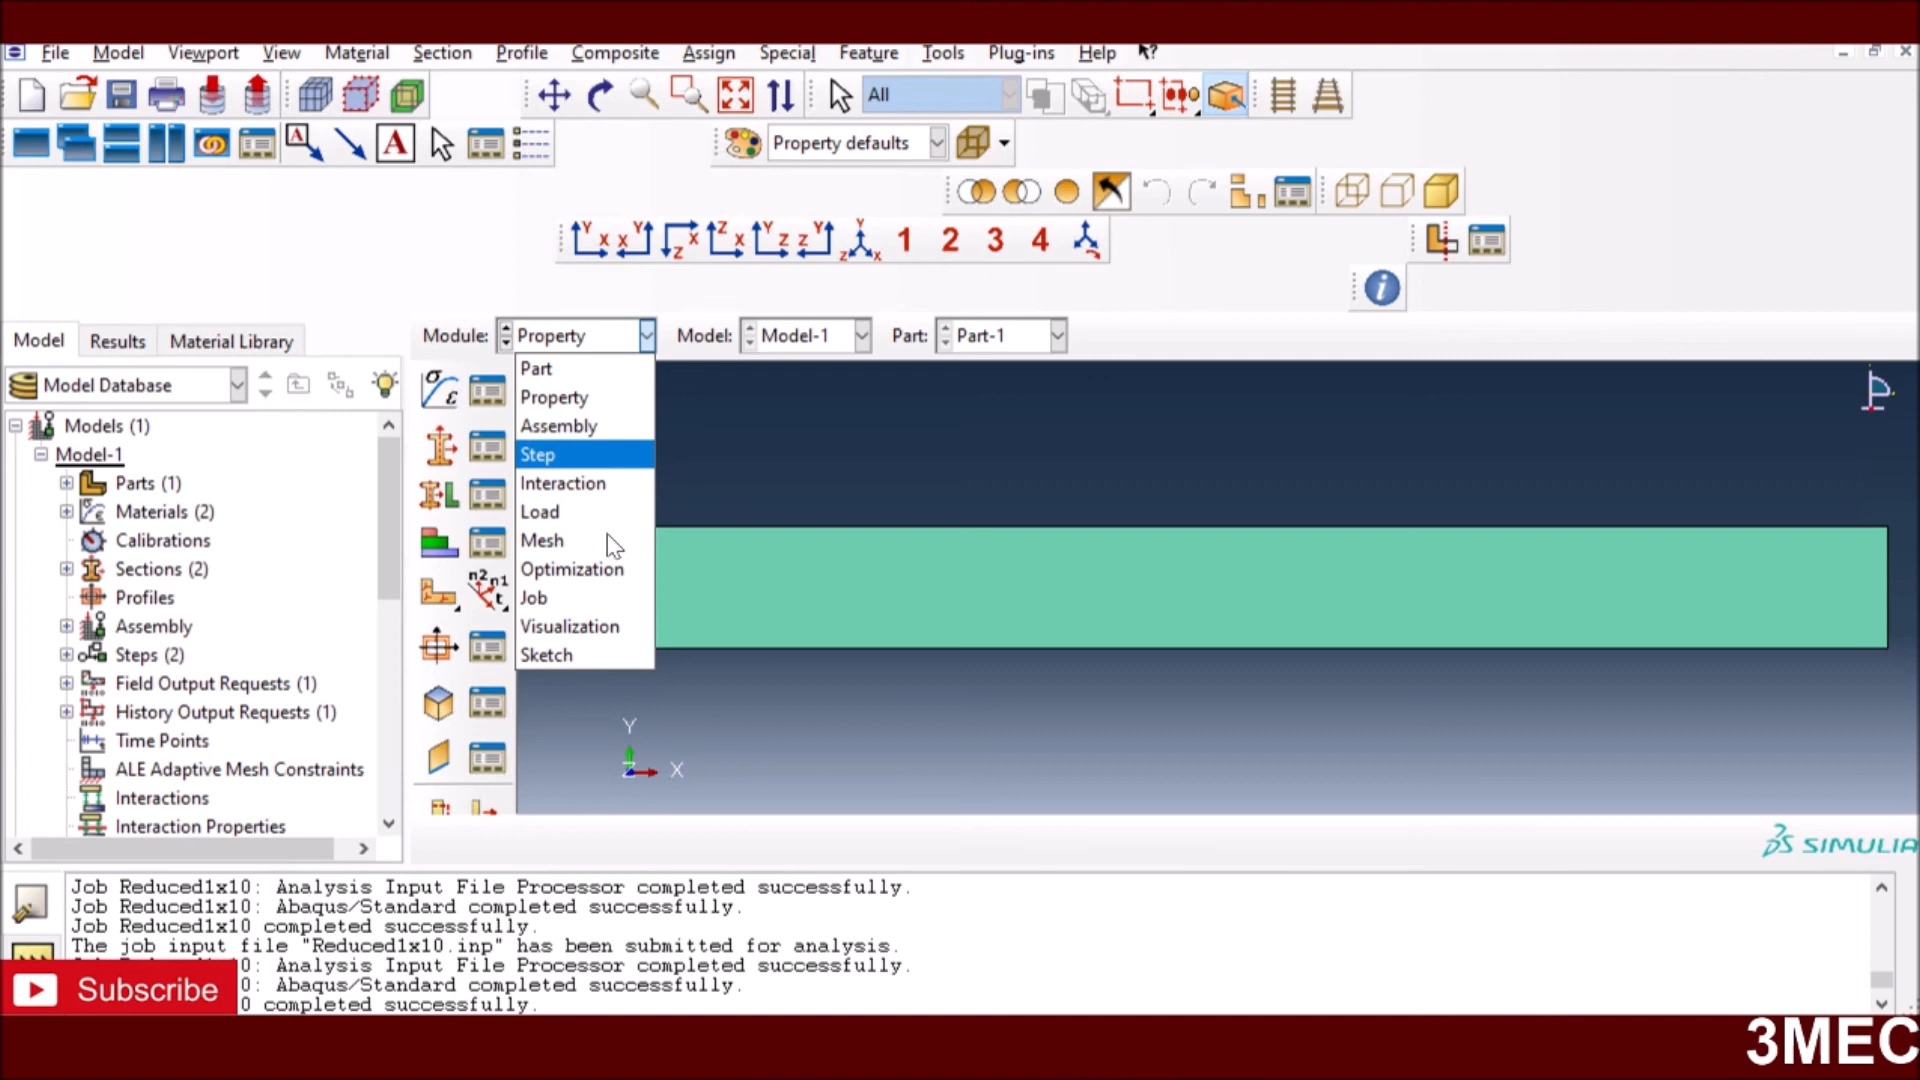 File Model Viewport View Material Section Profile Composite Assign Special Feature Tools Plug-ins Help
All
A A Property defaults
Y X X Y X Z Z X Y Z Z Y Y Z X 1 2 3 4
i
Model Results Material Library
Module: Property Model: Model-1 Part: Part-1
Model Database
Models (1)
Model-1
Parts (1)
Materials (2)
Calibrations
Sections (2)
Profiles
Assembly
Steps (2)
Field Output Requests (1)
History Output Requests (1)
Time Points
ALE Adaptive Mesh Constraints
Interactions
Interaction Properties
σ ε
n2 n1 t
Part
Property
Assembly
Step
Interaction
Load
Mesh
Optimization
Job
Visualization
Sketch
Y
Z X
SIMULIA
Job Reduced1x10: Analysis Input File Processor completed successfully.
Job Reduced1x10: Abaqus/Standard completed successfully.
Job Reduced1x10 completed successfully.
The job input file "Reduced1x10.inp" has been submitted for analysis.
0: Analysis Input File Processor completed successfully.
0: Abaqus/Standard completed successfully.
0 completed successfully.
Subscribe
3MEC